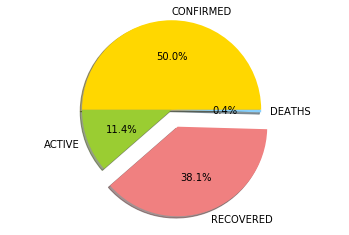 CONFIRMED
50.0%
0.4%
DEATHS
11.4%
ACTIVE
38.1%
RECOVERED